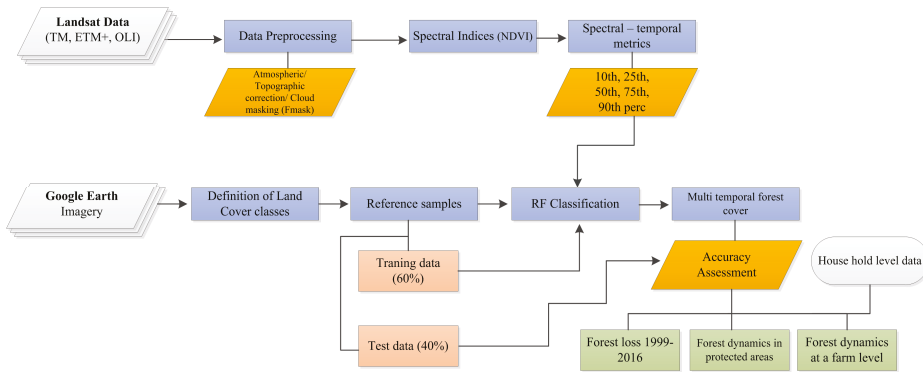 Landsat Data
(TM, ETM+, OLI)
Data Preprocessing
Spectral Indices (NDVI)
Spectral – temporal
metrics
Atmospheric/
Topographic
correction/ Cloud
masking (Fmask)
10th, 25th,
50th, 75th,
90th perc
Google Earth
Imagery
Definition of Land
Cover classes
Reference samples
RF Classification
Multi temporal forest
cover
Traning data
(60%)
Accuracy
Assessment
House hold level data
Test data (40%)
Forest loss 1999-
2016
Forest dynamics in
protected areas
Forest dynamics
at a farm level